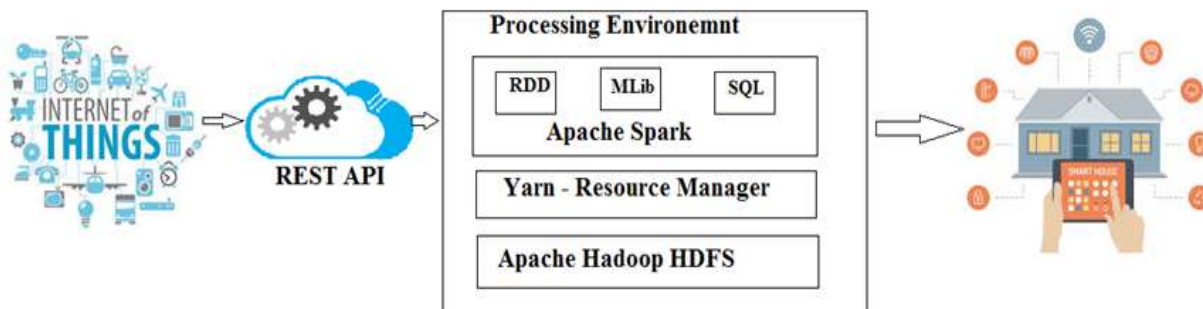 INTERNET of
THINGS
REST API
Processing Environemnt
RDD
MLib
SQL
Apache Spark
Yarn - Resource Manager
Apache Hadoop HDFS
SMART HOUSE